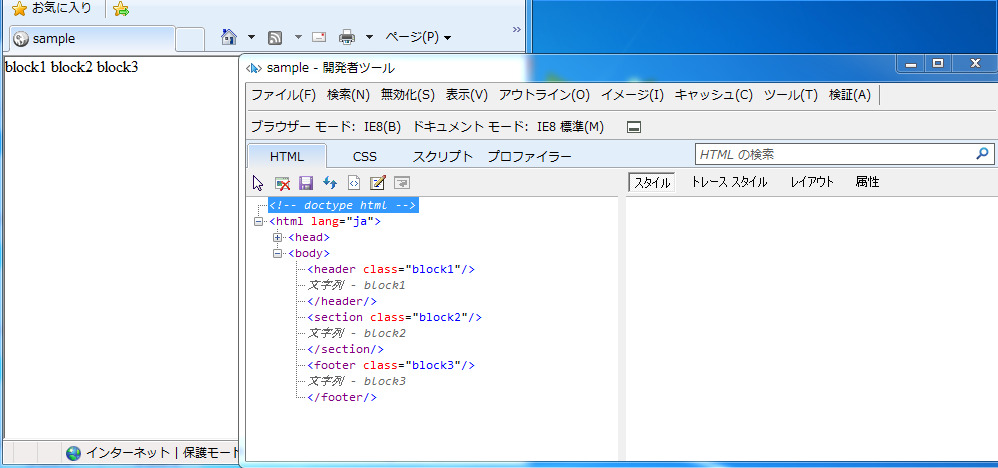 お気に入り
sample
ページ(P)
»
block1 block2 block3
sample - 開発者ツール
ファイル(F) 検索(N) 無効化(S) 表示(V) アウトライン(O) イメージ(I) キャッシュ(C) ツール(T) 検証(A)
ブラウザー モード: IE8(B) ドキュメント モード: IE8 標準(M)
HTML CSS スクリプト プロファイラー HTML の検索
スタイル トレース スタイル レイアウト 属性
<!-- doctype html -->
<html lang="ja">
<head>
<body>
<header class="block1"/>
文字列 - block1
</header/>
<section class="block2"/>
文字列 - block2
</section/>
<footer class="block3"/>
文字列 - block3
</footer/>
インターネット | 保護モード